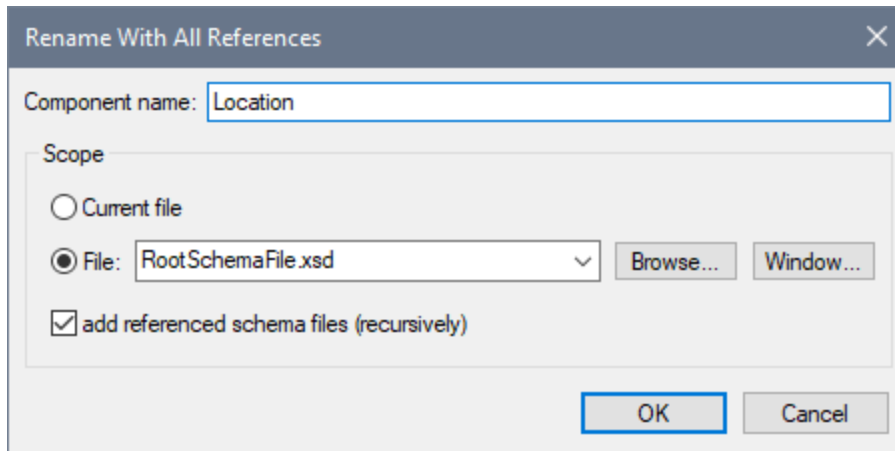 Rename With All References
Component name: Location
Scope
Current file
File: RootSchemaFile.xsd Browse... Window...
add referenced schema files (recursively)
OK Cancel